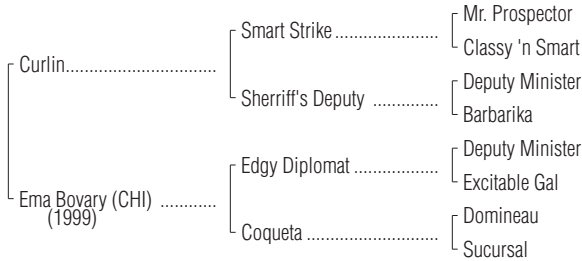 Mr. Prospector
Smart Strike ....................
Classy 'n Smart
Curlin..............................
Deputy Minister
Sherriff's Deputy .............
Barbarika
Deputy Minister
Edgy Diplomat ................
Excitable Gal
Ema Bovary (CHI) ...........
(1999)
Domineau
Coqueta ..........................
Sucursal